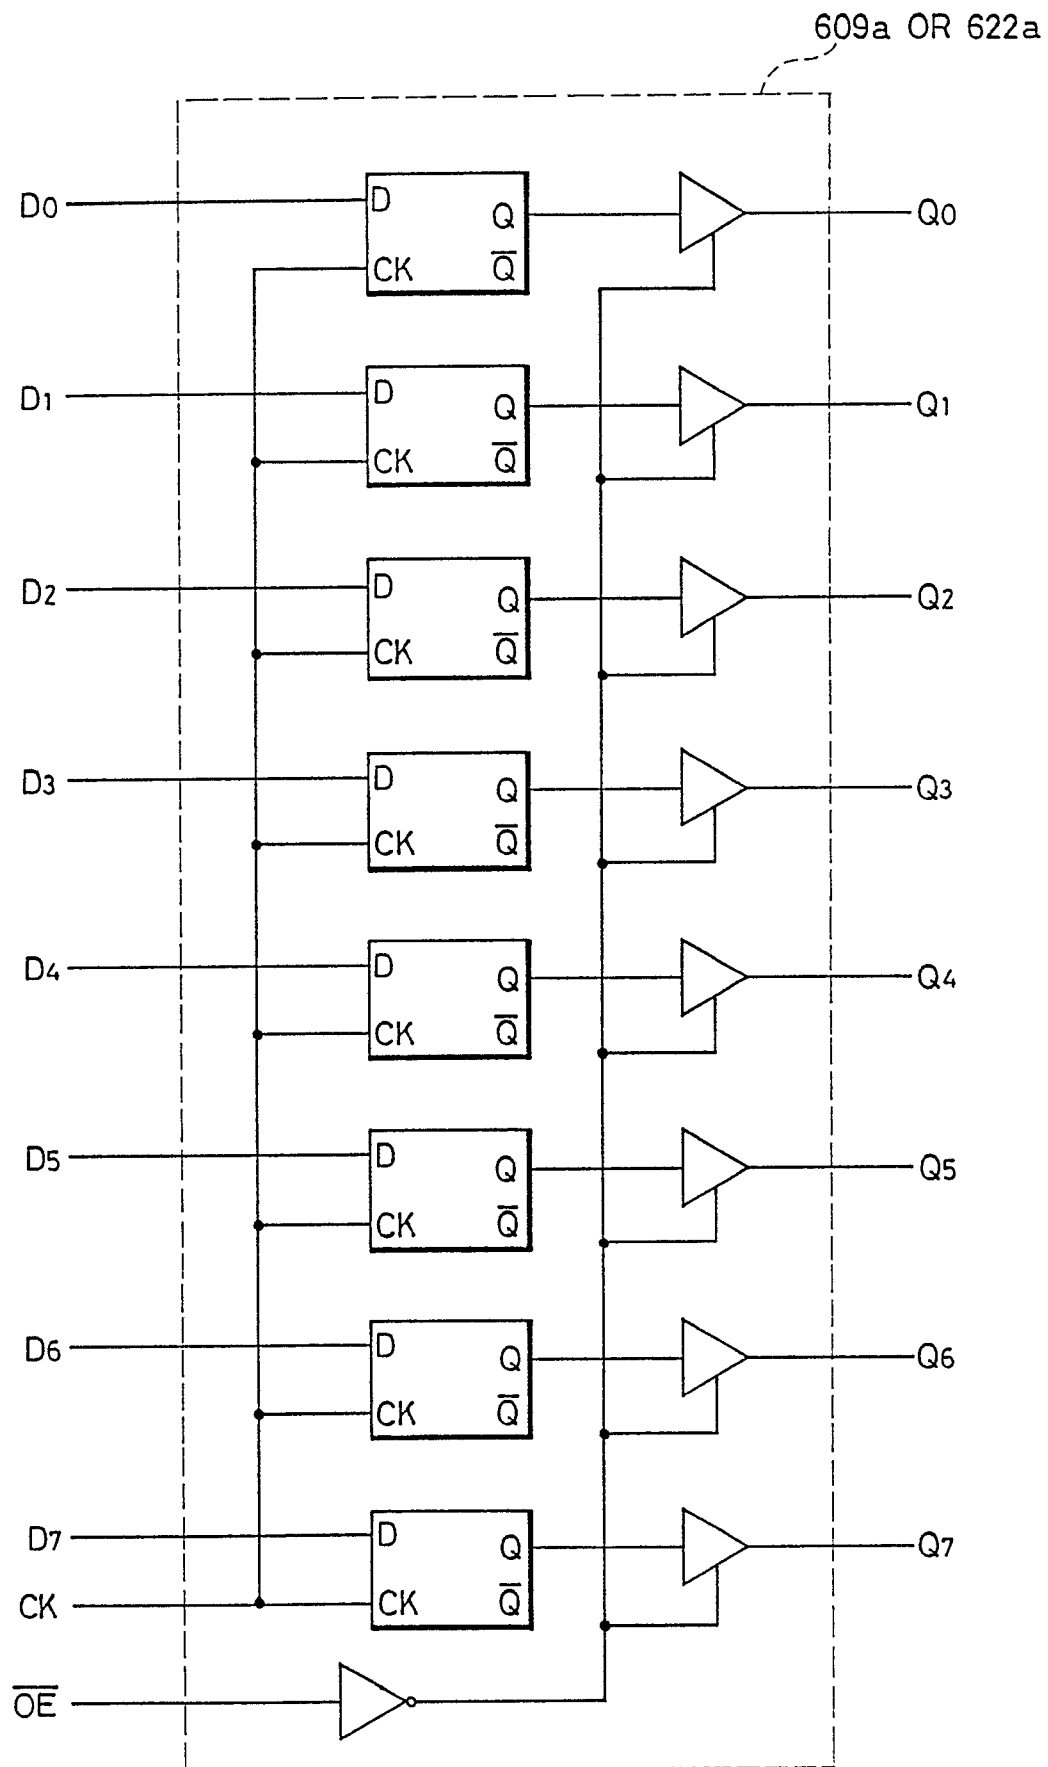 609a OR 622a
D0 D Q Q0
CK Q̅
D1 D Q Q1
CK Q̅
D2 D Q Q2
CK Q̅
D3 D Q Q3
CK Q̅
D4 D Q Q4
CK Q̅
D5 D Q Q5
CK Q̅
D6 D Q Q6
CK Q̅
D7 D Q Q7
CK CK Q̅
O̅E̅